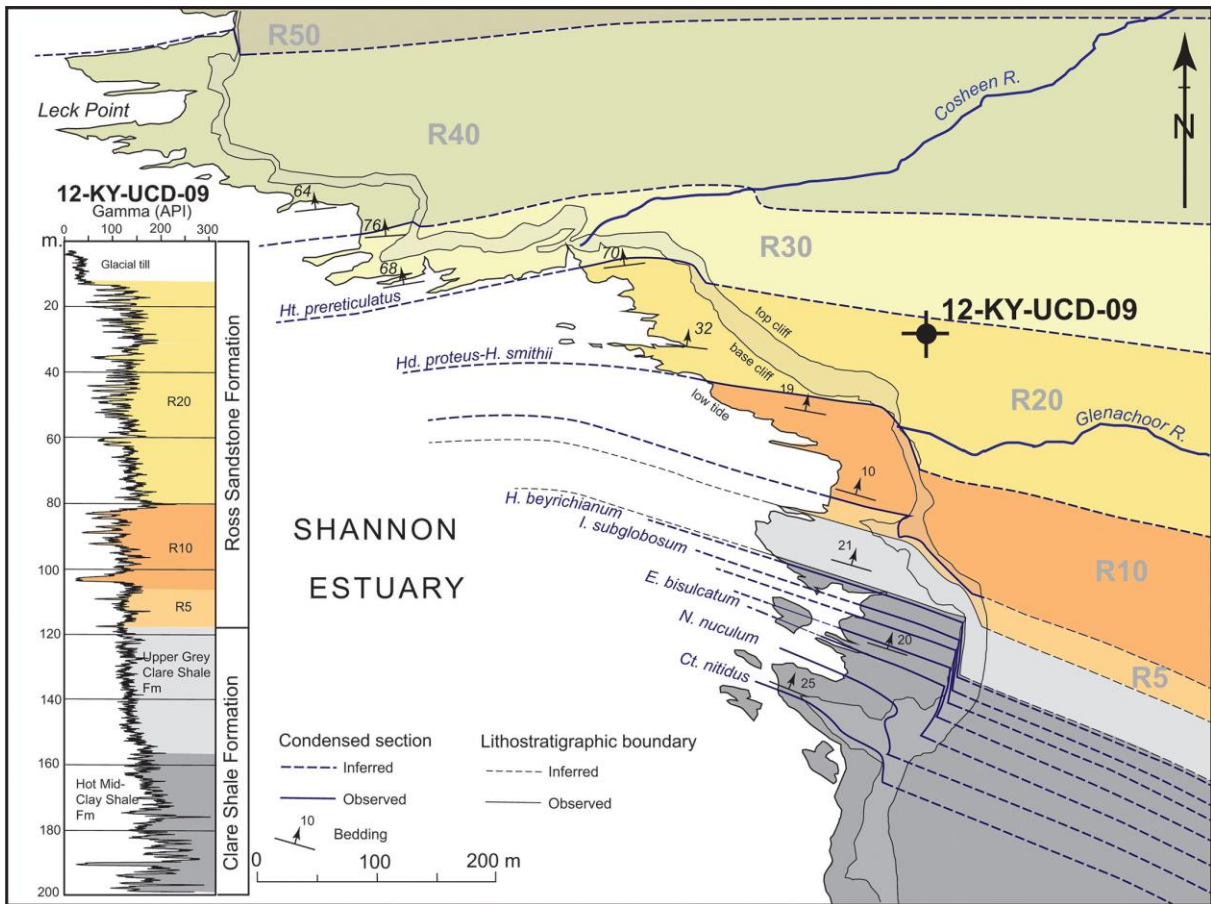 R50
Cosheen R.
N
Leck Point
R40
12-KY-UCD-09
Gamma (API)
m. 0 100 200 300
Glacial till
20
40
R20
60
80
R10
100
R5
120
Upper Grey
Clare Shale
Fm
140
160
Hot Mid-
Clay Shale
Fm
180
200
Ross Sandstone Formation
Clare Shale Formation
64
76
68
70
R30
Ht. prereticulatus
12-KY-UCD-09
top cliff
base cliff
32
Hd. proteus-H. smithii
low tide
19
R20
Glenachoor R.
10
H. beyrichianum
I. subglobosum
SHANNON
ESTUARY
21
R10
E. bisulcatum
N. nuculum
20
R5
Ct. nitidus
25
Condensed section
Inferred
Observed
Lithostratigraphic boundary
Inferred
Observed
10
Bedding
0 100 200 m